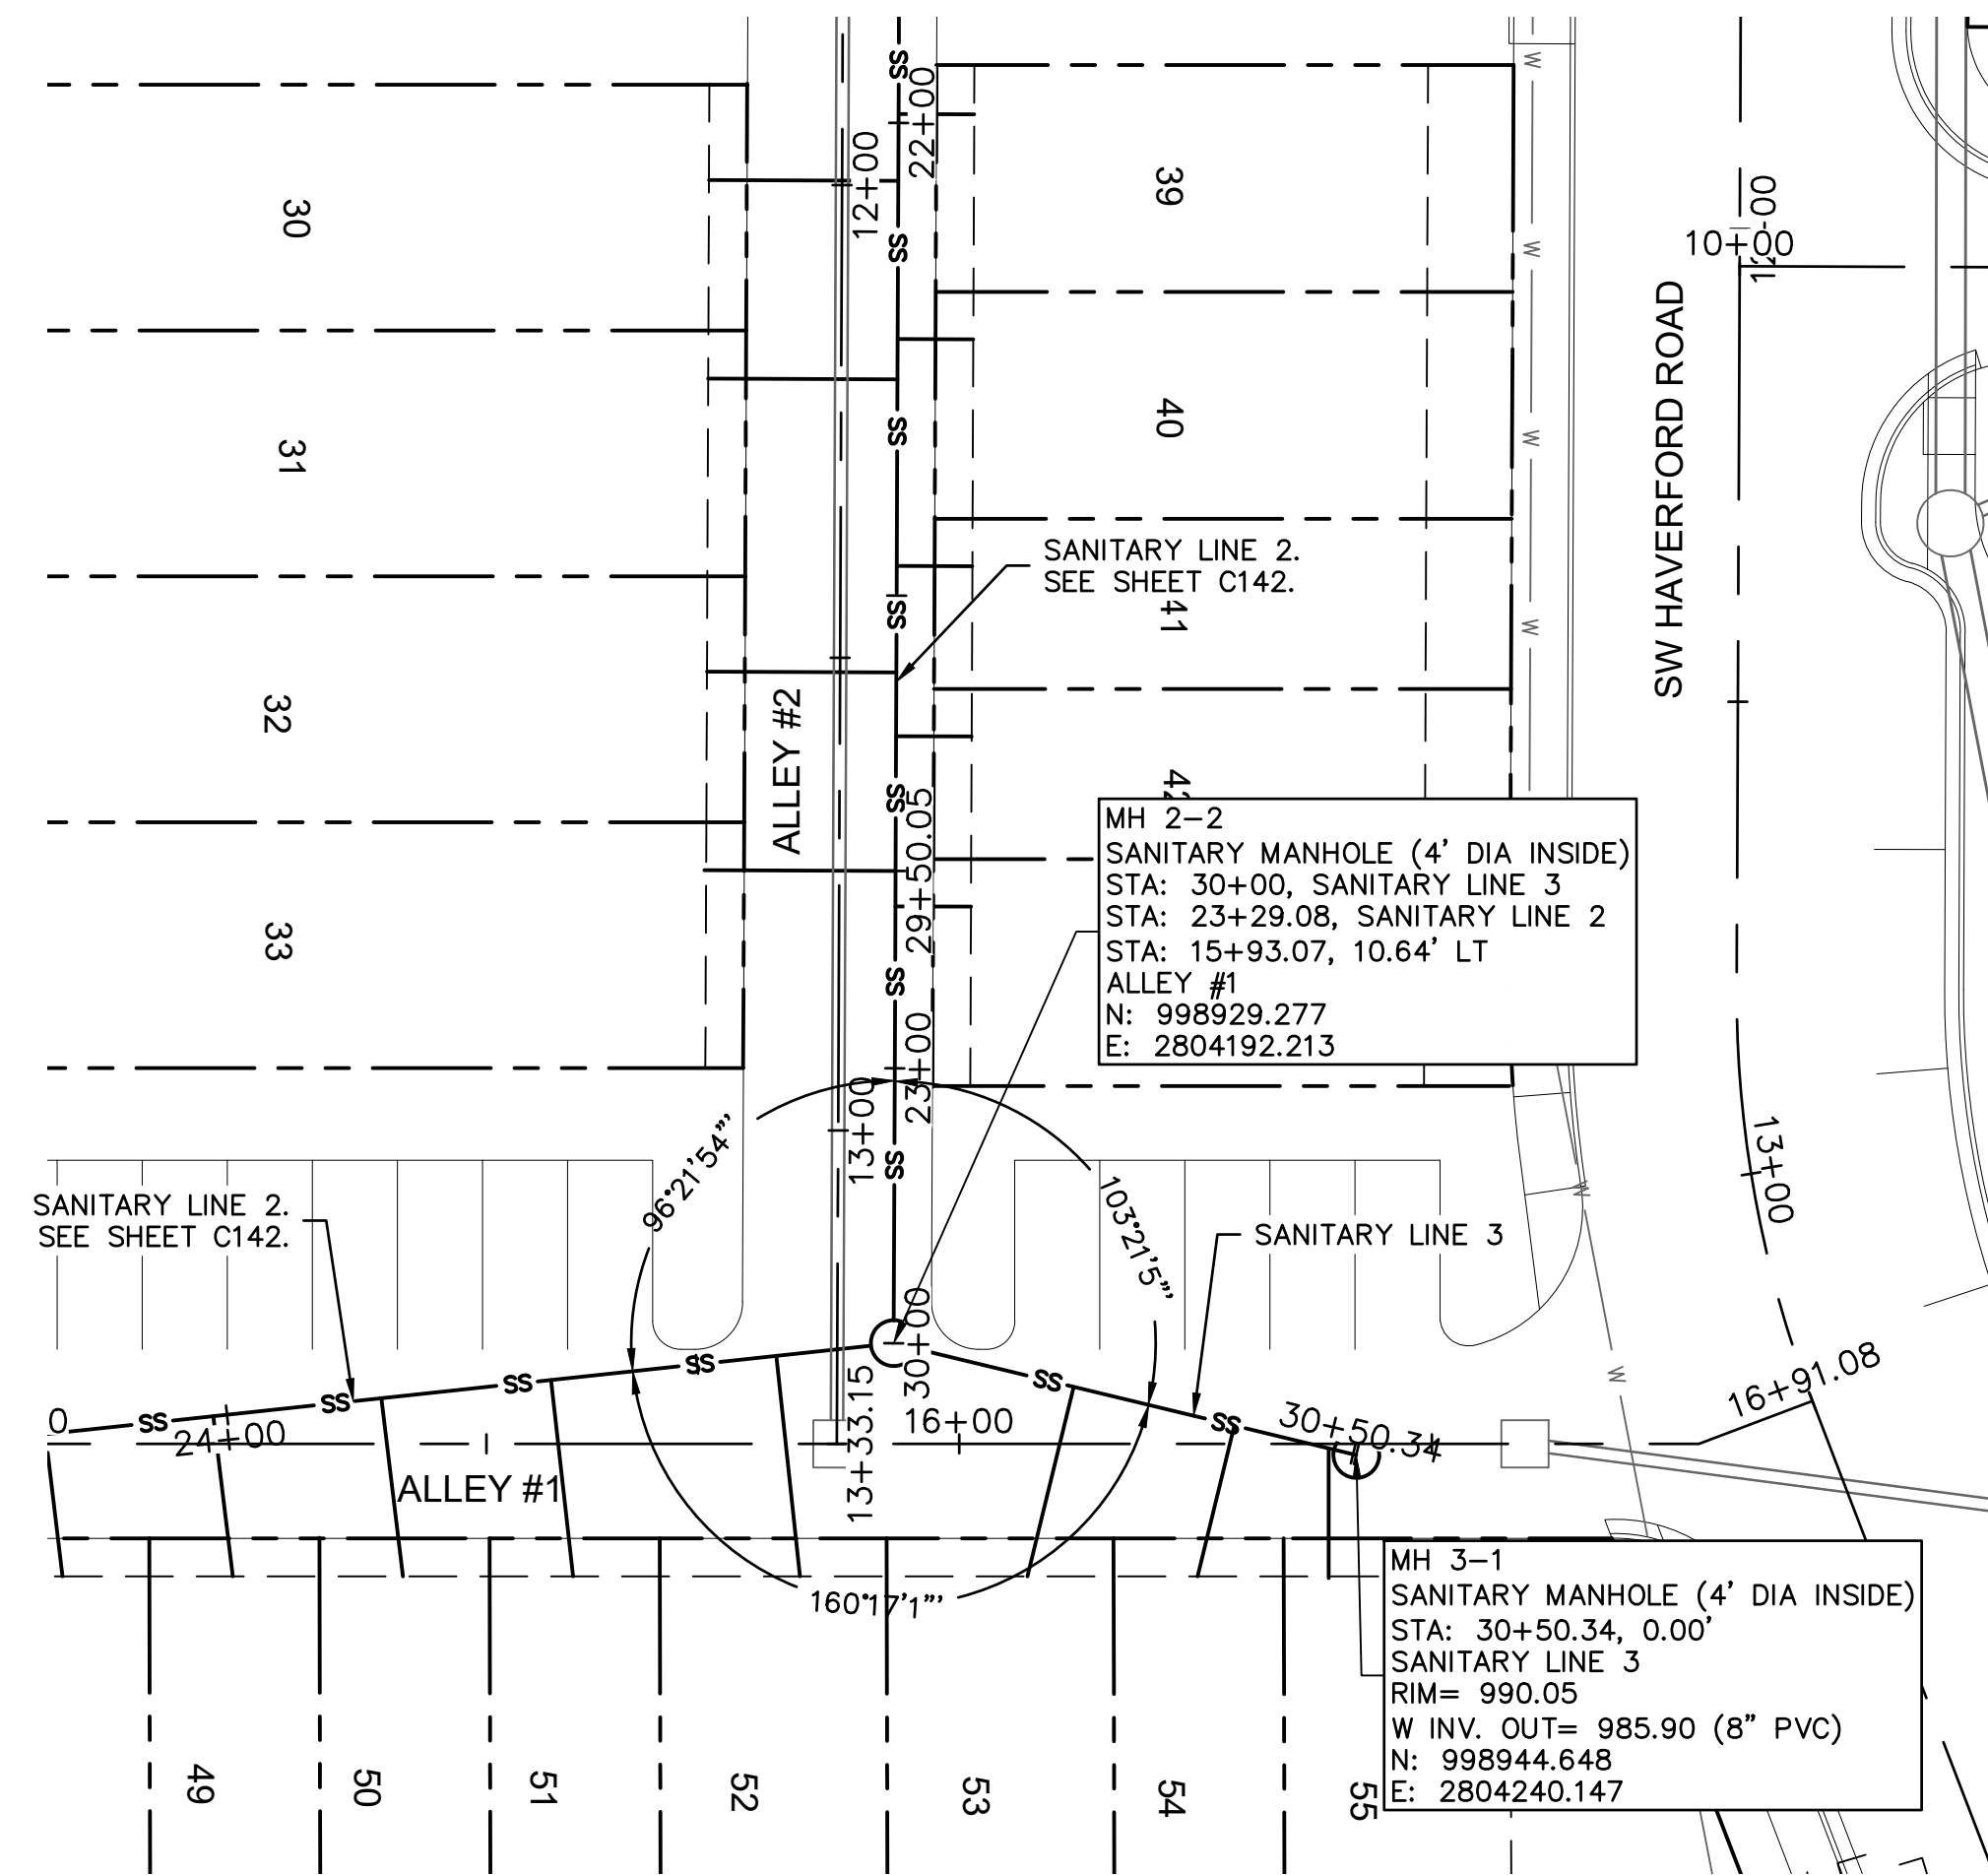 SS
22+00
12+00
30
39
W
SS
12+00
10+00
W
SW HAVERFORD ROAD
31
SS
40
W
SANITARY LINE 2.
SEE SHEET C142.
SS
41
W
32
ALLEY #2
SS
29+50.05
42
MH 2-2
SANITARY MANHOLE (4' DIA INSIDE)
STA: 30+00, SANITARY LINE 3
STA: 23+29.08, SANITARY LINE 2
STA: 15+93.07, 10.64' LT
ALLEY #1
N: 998929.277
E: 2804192.213
33
SS
23+00
13+00
SS
96°21'54"'
103°21'5"'
W
13+00
SANITARY LINE 2.
SEE SHEET C142.
SANITARY LINE 3
30+00
SS
SS
SS
SS
SS
SS
W
16+91.08
0
24+00
13+33.15
16+00
30+50.34
ALLEY #1
160°17'1"'
MH 3-1
SANITARY MANHOLE (4' DIA INSIDE)
STA: 30+50.34, 0.00'
SANITARY LINE 3
RIM= 990.05
W INV. OUT= 985.90 (8" PVC)
N: 998944.648
E: 2804240.147
49
50
51
52
53
54
55